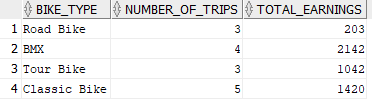 BIKE_TYPE NUMBER_OF_TRIPS TOTAL_EARNINGS
1 Road Bike 3 203
2 BMX 4 2142
3 Tour Bike 3 1042
4 Classic Bike 5 1420